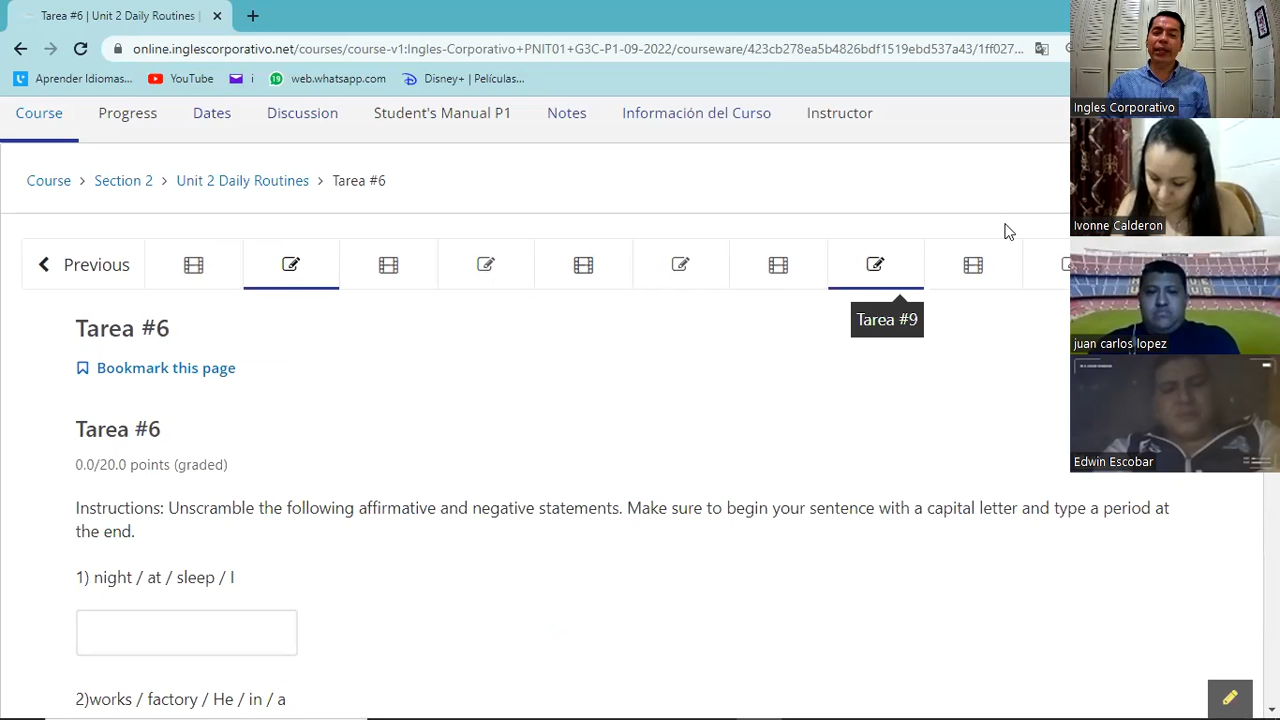 Tarea #6 | Unit 2 Daily Routines |
online.inglescorporativo.net/courses/course-v1:Ingles-Corporativo+PNIT01+G3C-P1-09-2022/courseware/423cb278ea5b4826bdf1513ebd537345/1ff027...
Aprender Idiomas... YouTube i web.whatsapp.com Disney+ | Películas...
Course Progress Dates Discussion Students Manual P1 Notes Información del Curso Instructor
Course > Section 2 > Unit 2 Daily Routines > Tarea #6
Previous
Tarea #9
Tarea #6
Bookmark this page
Tarea #6
0.0/20.0 points (graded)
Instructions: Unscramble the following affirmative and negative statements. Make sure to begin your sentence with a capital letter and type a period at
the end.
1) night / at / sleep / I
2)works / factory / He / in / a
Ingles Corporativo
Ivonne Calderon
juan carlos lopez
Edwin Escobar